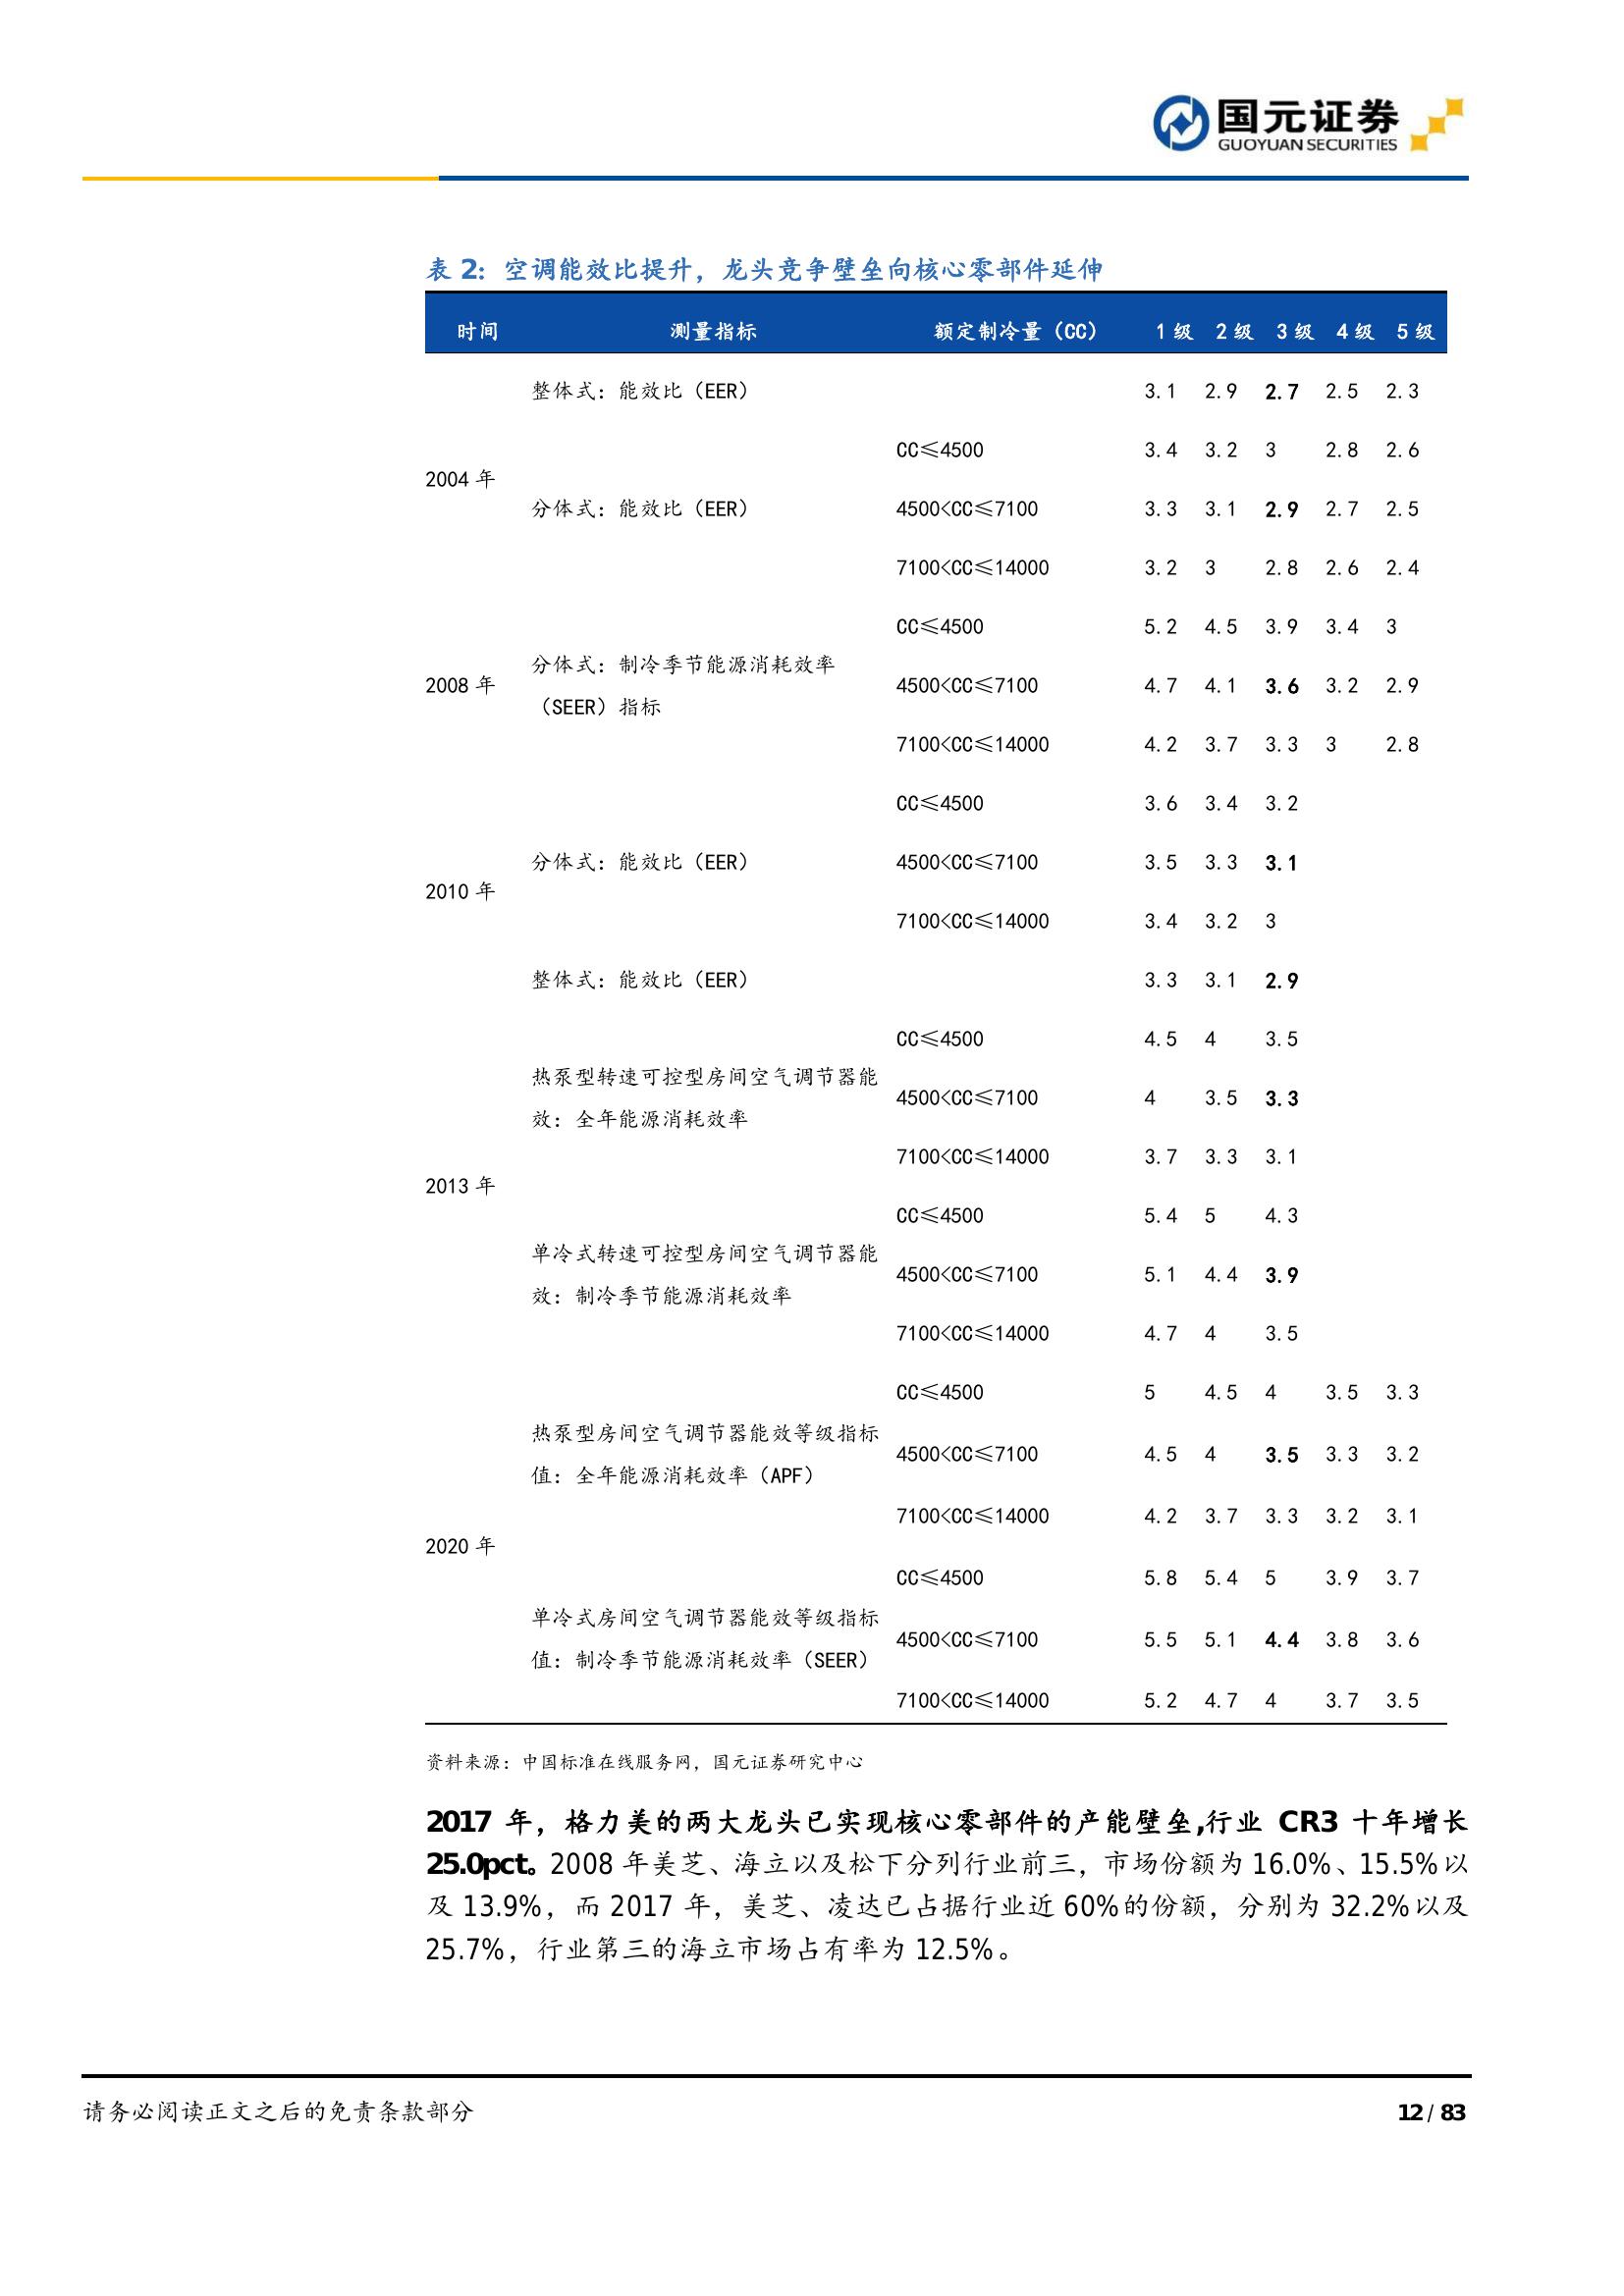 国元证券
GUOYUAN SECURITIES
表 2：空调能效比提升，龙头竞争壁垒向核心零部件延伸
时间 测量指标 额定制冷量（CC） 1 级 2 级 3 级 4 级 5 级
整体式：能效比（EER） 3.1 2.9 2.7 2.5 2.3
CC≤4500 3.4 3.2 3 2.8 2.6
2004 年
分体式：能效比（EER） 4500<CC≤7100 3.3 3.1 2.9 2.7 2.5
7100<CC≤14000 3.2 3 2.8 2.6 2.4
CC≤4500 5.2 4.5 3.9 3.4 3
分体式：制冷季节能源消耗效率
2008 年 4500<CC≤7100 4.7 4.1 3.6 3.2 2.9
（SEER）指标
7100<CC≤14000 4.2 3.7 3.3 3 2.8
CC≤4500 3.6 3.4 3.2
分体式：能效比（EER） 4500<CC≤7100 3.5 3.3 3.1
2010 年
7100<CC≤14000 3.4 3.2 3
整体式：能效比（EER） 3.3 3.1 2.9
CC≤4500 4.5 4 3.5
热泵型转速可控型房间空气调节器能
4500<CC≤7100 4 3.5 3.3
效：全年能源消耗效率
7100<CC≤14000 3.7 3.3 3.1
2013 年
CC≤4500 5.4 5 4.3
单冷式转速可控型房间空气调节器能
4500<CC≤7100 5.1 4.4 3.9
效：制冷季节能源消耗效率
7100<CC≤14000 4.7 4 3.5
CC≤4500 5 4.5 4 3.5 3.3
热泵型房间空气调节器能效等级指标
4500<CC≤7100 4.5 4 3.5 3.3 3.2
值：全年能源消耗效率（APF）
7100<CC≤14000 4.2 3.7 3.3 3.2 3.1
2020 年
CC≤4500 5.8 5.4 5 3.9 3.7
单冷式房间空气调节器能效等级指标
4500<CC≤7100 5.5 5.1 4.4 3.8 3.6
值：制冷季节能源消耗效率（SEER）
7100<CC≤14000 5.2 4.7 4 3.7 3.5
资料来源：中国标准在线服务网，国元证券研究中心
2017 年，格力美的两大龙头已实现核心零部件的产能壁垒,行业 CR3 十年增长
25.0pct。2008 年美芝、海立以及松下分列行业前三，市场份额为 16.0%、15.5%以
及 13.9%，而 2017 年，美芝、凌达已占据行业近 60%的份额，分别为 32.2%以及
25.7%，行业第三的海立市场占有率为 12.5%。
请务必阅读正文之后的免责条款部分 12 / 83